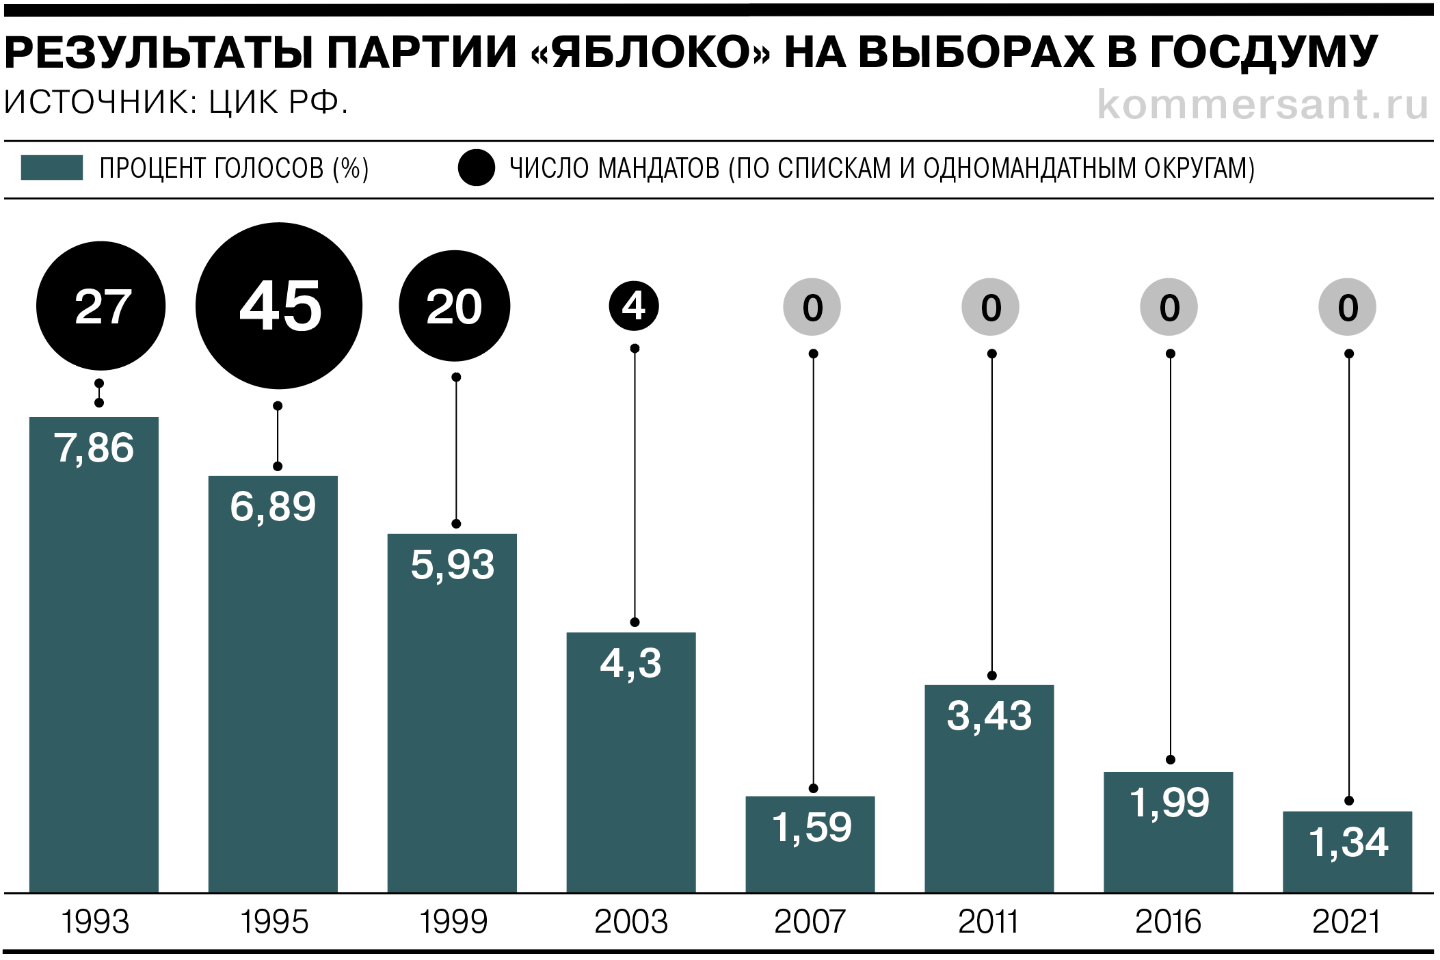 РЕЗУЛЬТАТЫ ПАРТИИ «ЯБЛОКО» НА ВЫБОРАХ В ГОСДУМУ
ИСТОЧНИК: ЦИК РФ.
kommersant.ru
ПРОЦЕНТ ГОЛОСОВ (%)
ЧИСЛО МАНДАТОВ (ПО СПИСКАМ И ОДНОМАНДАТНЫМ ОКРУГАМ)
27 45 20 4 0 0 0 0
7,86
6,89
5,93
4,3
1,59
3,43
1,99
1,34
1993 1995 1999 2003 2007 2011 2016 2021